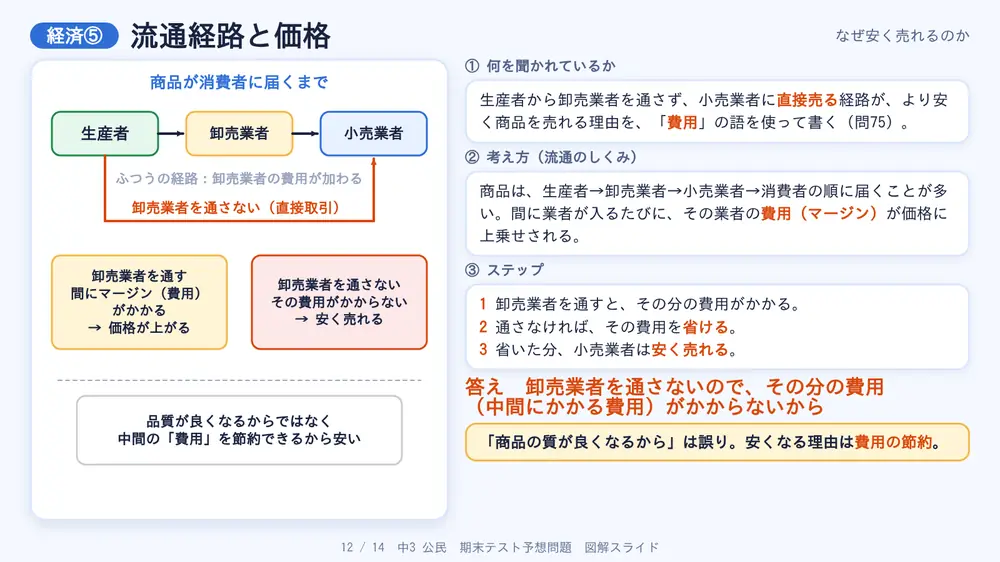 経済⑤ 流通経路と価格
なぜ安く売れるのか
商品が消費者に届くまで
生産者
卸売業者
小売業者
ふつうの経路：卸売業者の費用が加わる
卸売業者を通さない（直接取引）
卸売業者を通す
間にマージン（費用）
がかかる
→ 価格が上がる
卸売業者を通さない
その費用がかからない
→ 安く売れる
品質が良くなるからではなく
中間の「費用」を節約できるから安い
① 何を聞かれているか
生産者から卸売業者を通さず、小売業者に直接売る経路が、より安
く商品を売れる理由を、「費用」の語を使って書く（問75）。
② 考え方（流通のしくみ）
商品は、生産者→卸売業者→小売業者→消費者の順に届くことが多
い。間に業者が入るたびに、その業者の費用（マージン）が価格に
上乗せされる。
③ ステップ
1 卸売業者を通すと、その分の費用がかかる。
2 通さなければ、その費用を省ける。
3 省いた分、小売業者は安く売れる。
答え　卸売業者を通さないので、その分の費用
（中間にかかる費用）がかからないから
「商品の質が良くなるから」は誤り。安くなる理由は費用の節約。
12 / 14　中3 公民　期末テスト予想問題　図解スライド